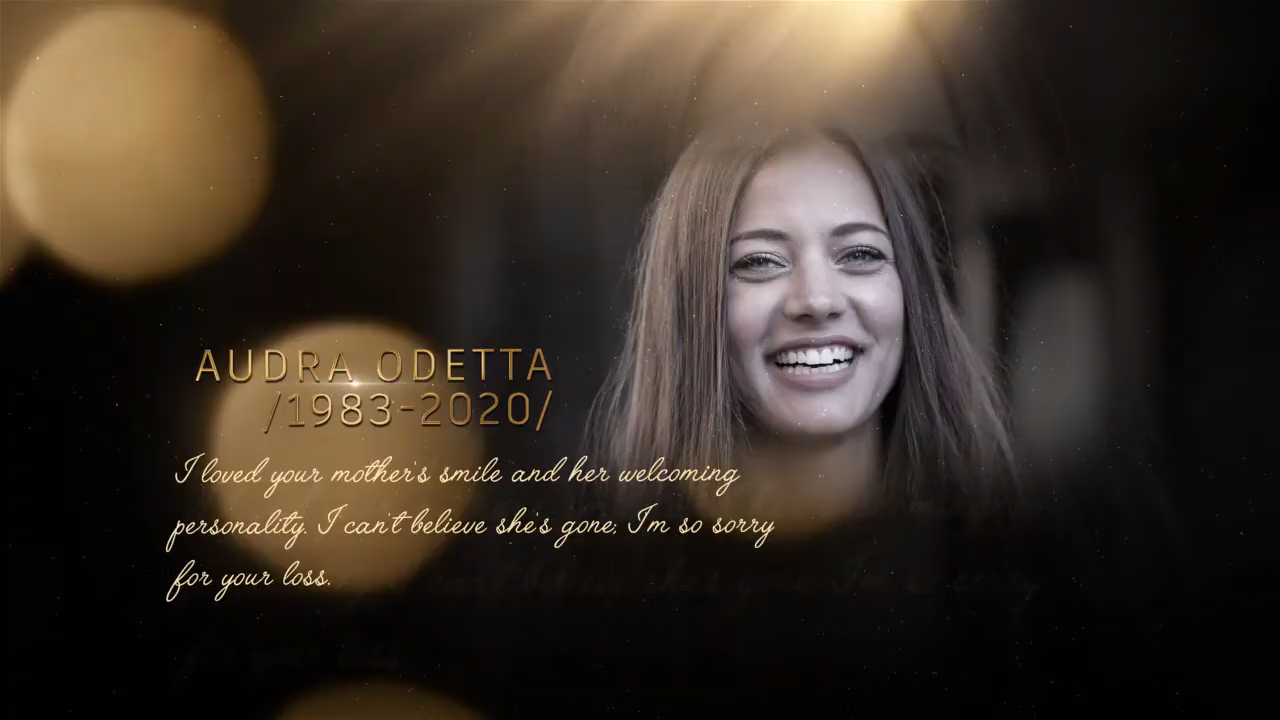 AUDRA ODETTA
/1983-2020/
I loved your mother's smile and her welcoming
personality. I can't believe she's gone; I'm so sorry
for your loss.